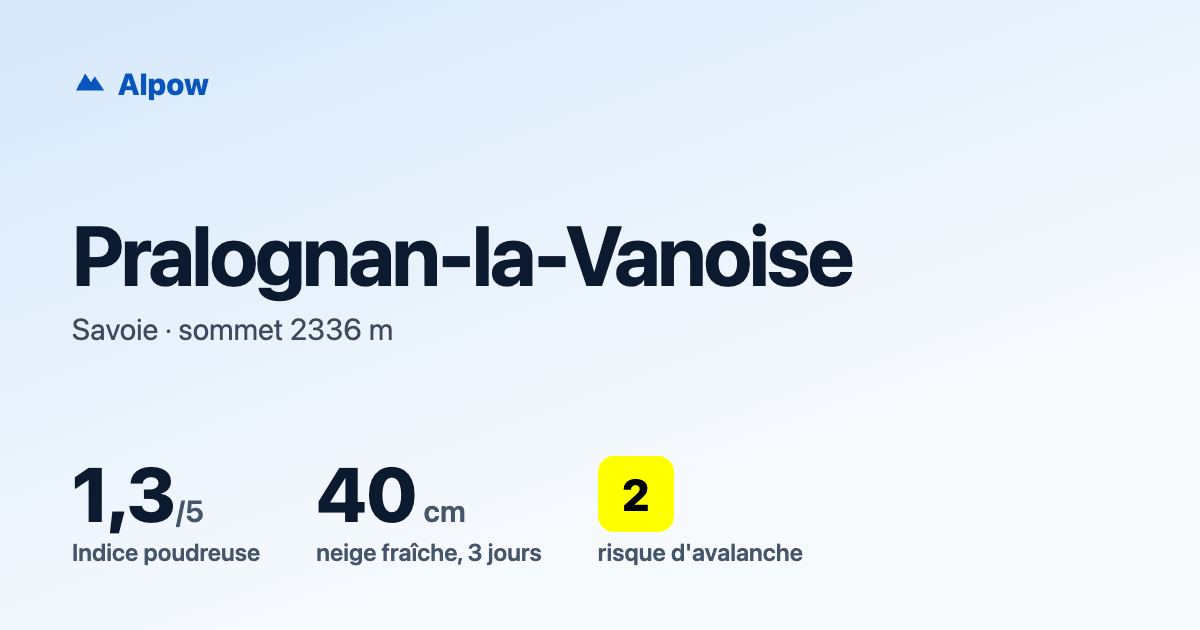 Alpow
Pralognan-la-Vanoise
Savoie · sommet 2336 m
1,3/5
Indice poudreuse
40 cm
neige fraîche, 3 jours
2
risque d'avalanche